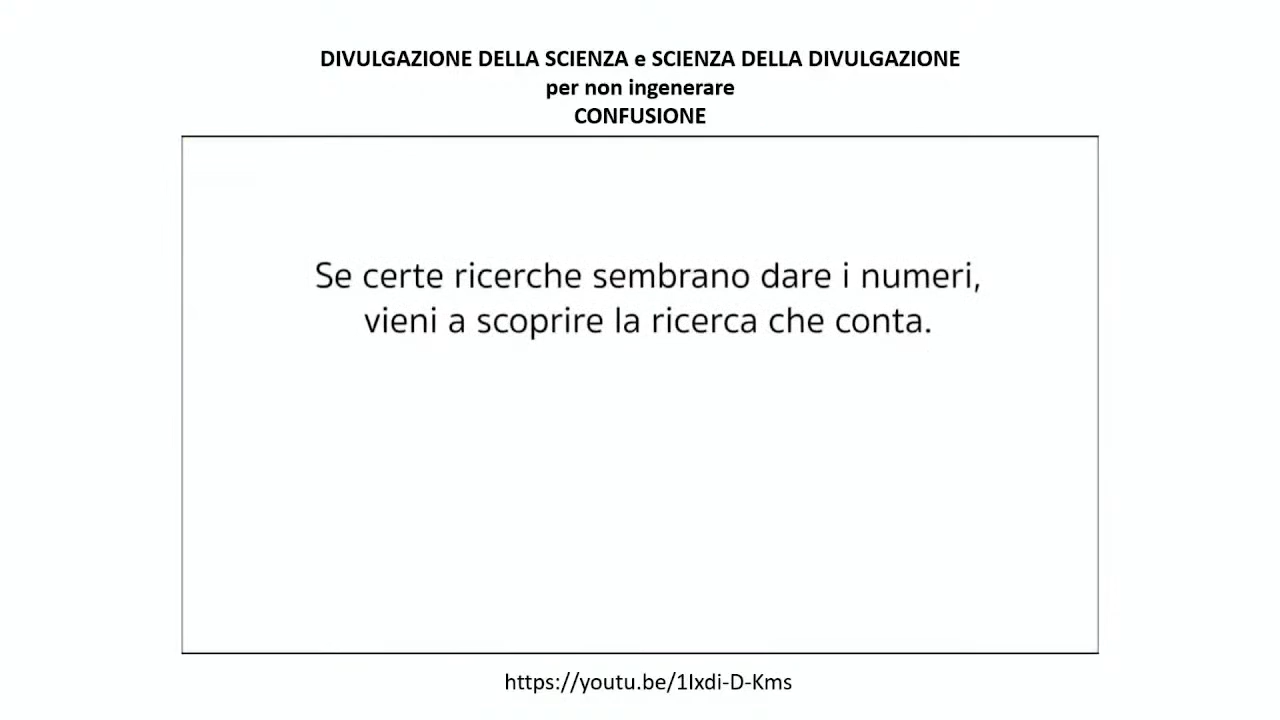 DIVULGAZIONE DELLA SCIENZA e SCIENZA DELLA DIVULGAZIONE
per non ingenerare
CONFUSIONE
Se certe ricerche sembrano dare i numeri,
vieni a scoprire la ricerca che conta.
https://youtu.be/1Ixdi-D-Kms